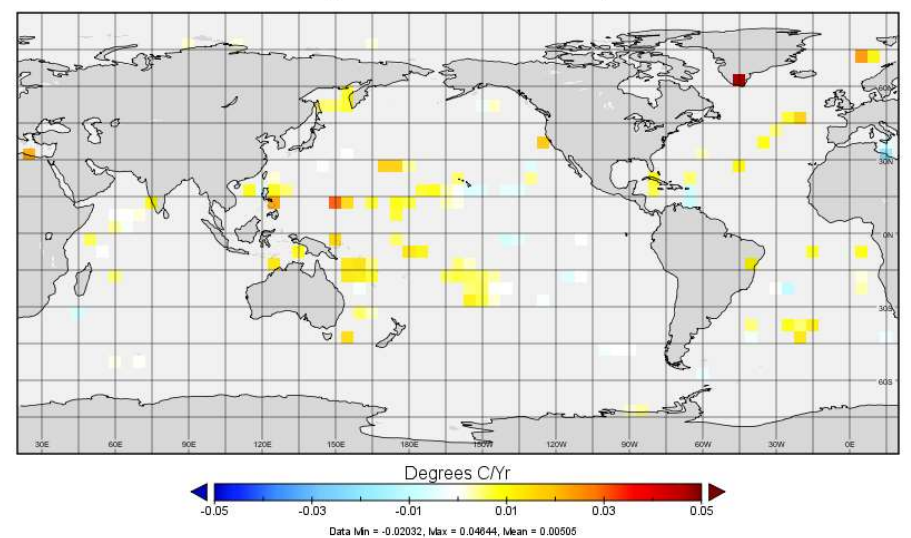 60N
30N
0N
30S
60S
30E 60E 90E 120E 150E 180E 150W 120W 90W 60W 30W 0E
Degrees C/Yr
-0.05 -0.03 -0.01 0.01 0.03 0.05
Data Min = -0.02032, Max = 0.04644, Mean = 0.00505